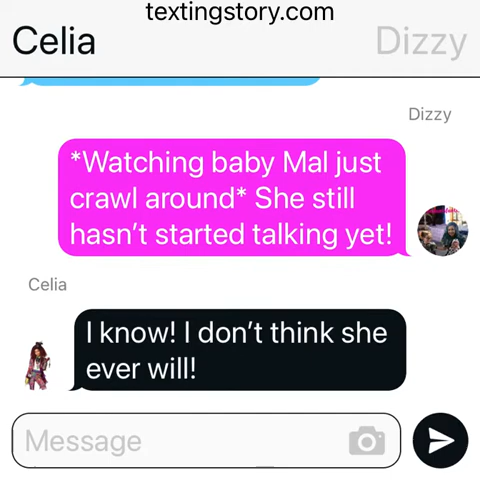 textingstory.com
Celia
Dizzy
Dizzy
*Watching baby Mal just
crawl around* She still
hasn't started talking yet!
Celia
I know! I don't think she
ever will!
Message